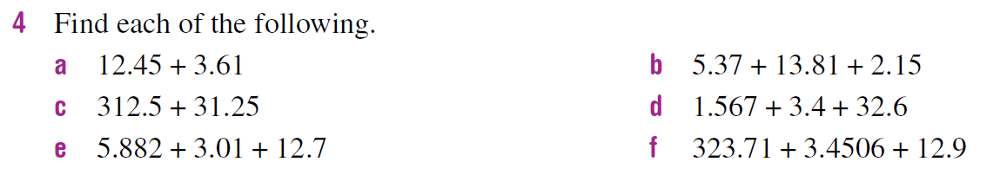 4 Find each of the following.
a 12.45 + 3.61
b 5.37 + 13.81 + 2.15
c 312.5 + 31.25
d 1.567 + 3.4 + 32.6
e 5.882 + 3.01 + 12.7
f 323.71 + 3.4506 + 12.9